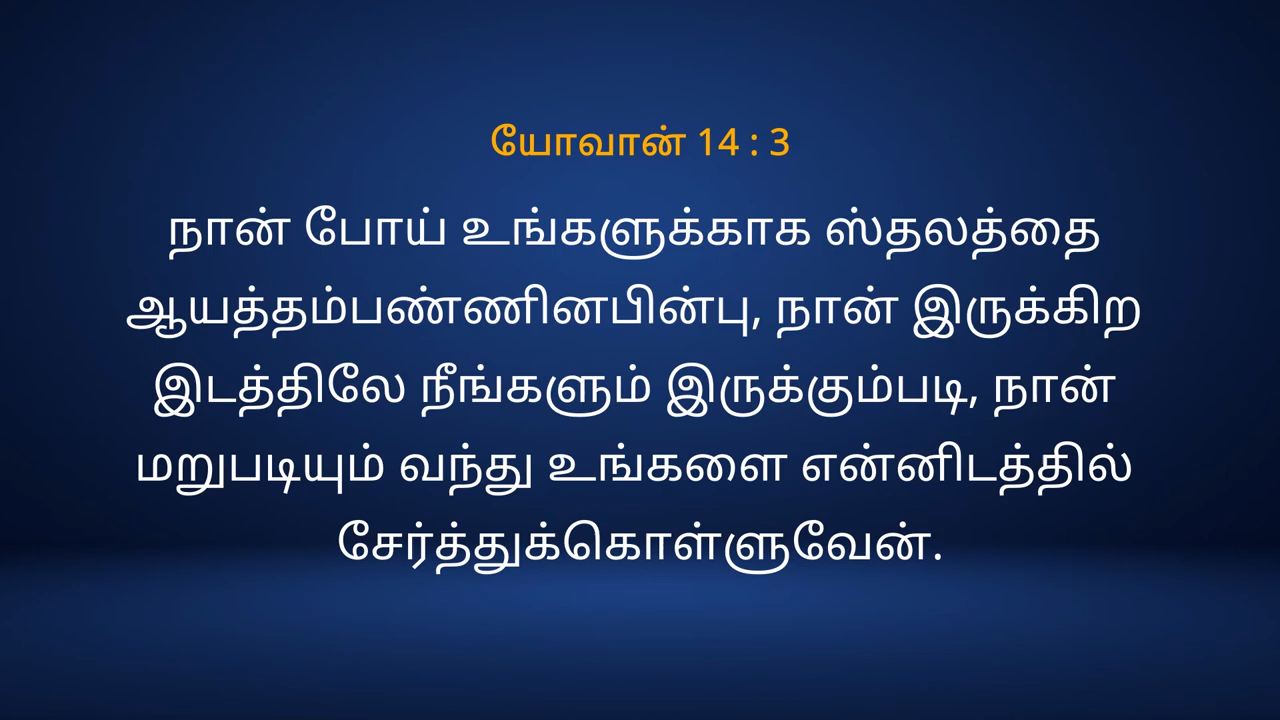 யோவான் 14 : 3
நான் போய் உங்களுக்காக ஸ்தலத்தை
ஆயத்தம்பண்ணினபின்பு, நான் இருக்கிற
இடத்திலே நீங்களும் இருக்கும்படி, நான்
மறுபடியும் வந்து உங்களை என்னிடத்தில்
சேர்த்துக்கொள்ளுவேன்.